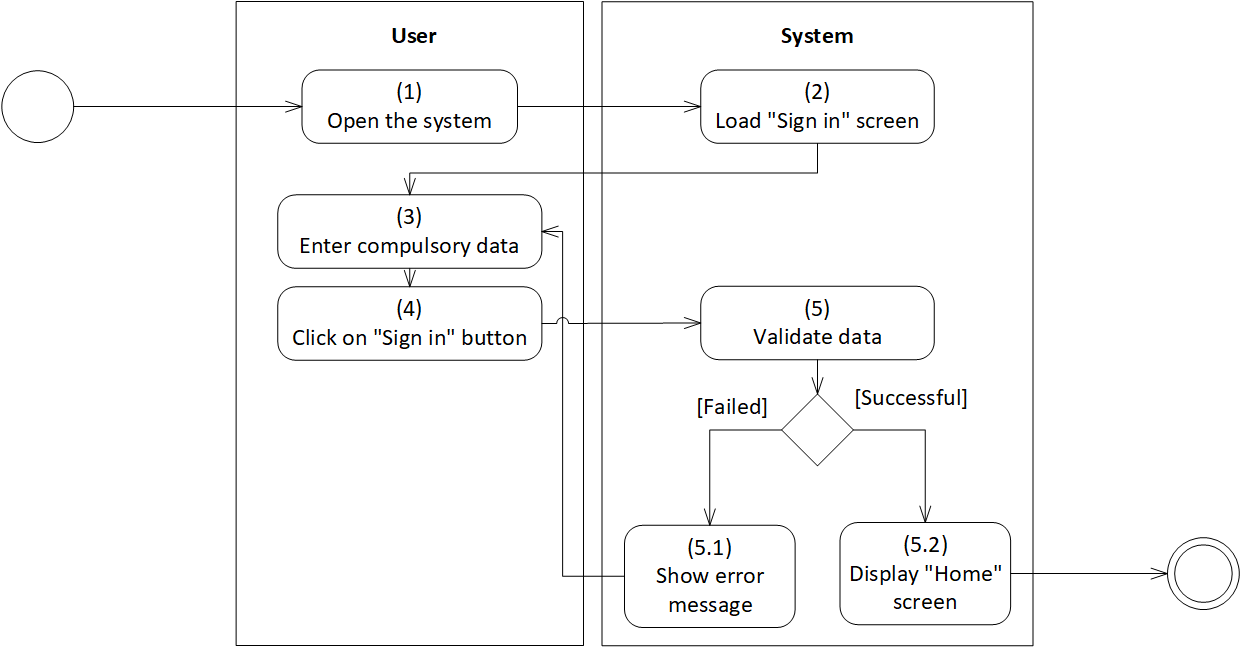 User
System
(1)
Open the system
(2)
Load "Sign in" screen
(3)
Enter compulsory data
(4)
Click on "Sign in" button
(5)
Validate data
[Failed]
[Successful]
(5.1)
Show error
message
(5.2)
Display "Home"
screen